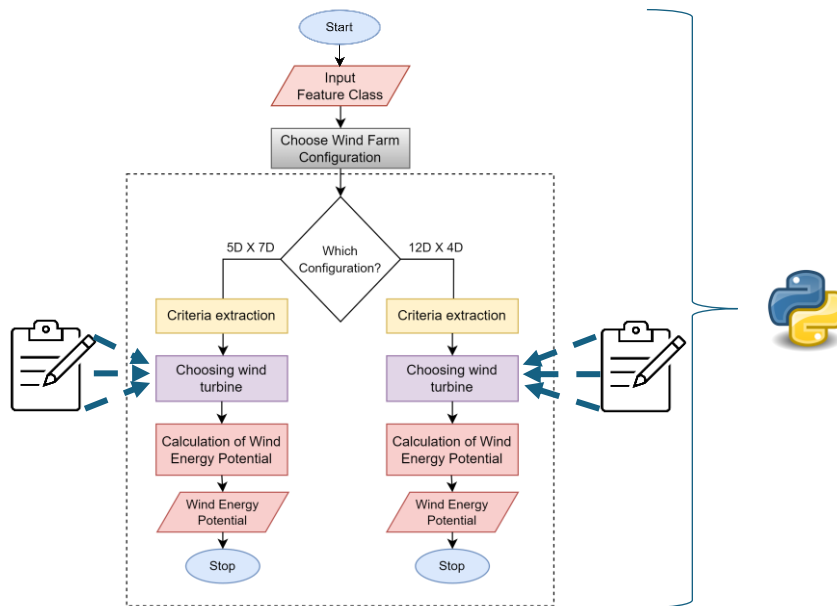 Start
Input
Feature Class
Choose Wind Farm
Configuration
5D X 7D
12D X 4D
Which
Configuration?
Criteria extraction
Criteria extraction
Choosing wind
turbine
Choosing wind
turbine
Calculation of Wind
Energy Potential
Calculation of Wind
Energy Potential
Wind Energy
Potential
Wind Energy
Potential
Stop
Stop